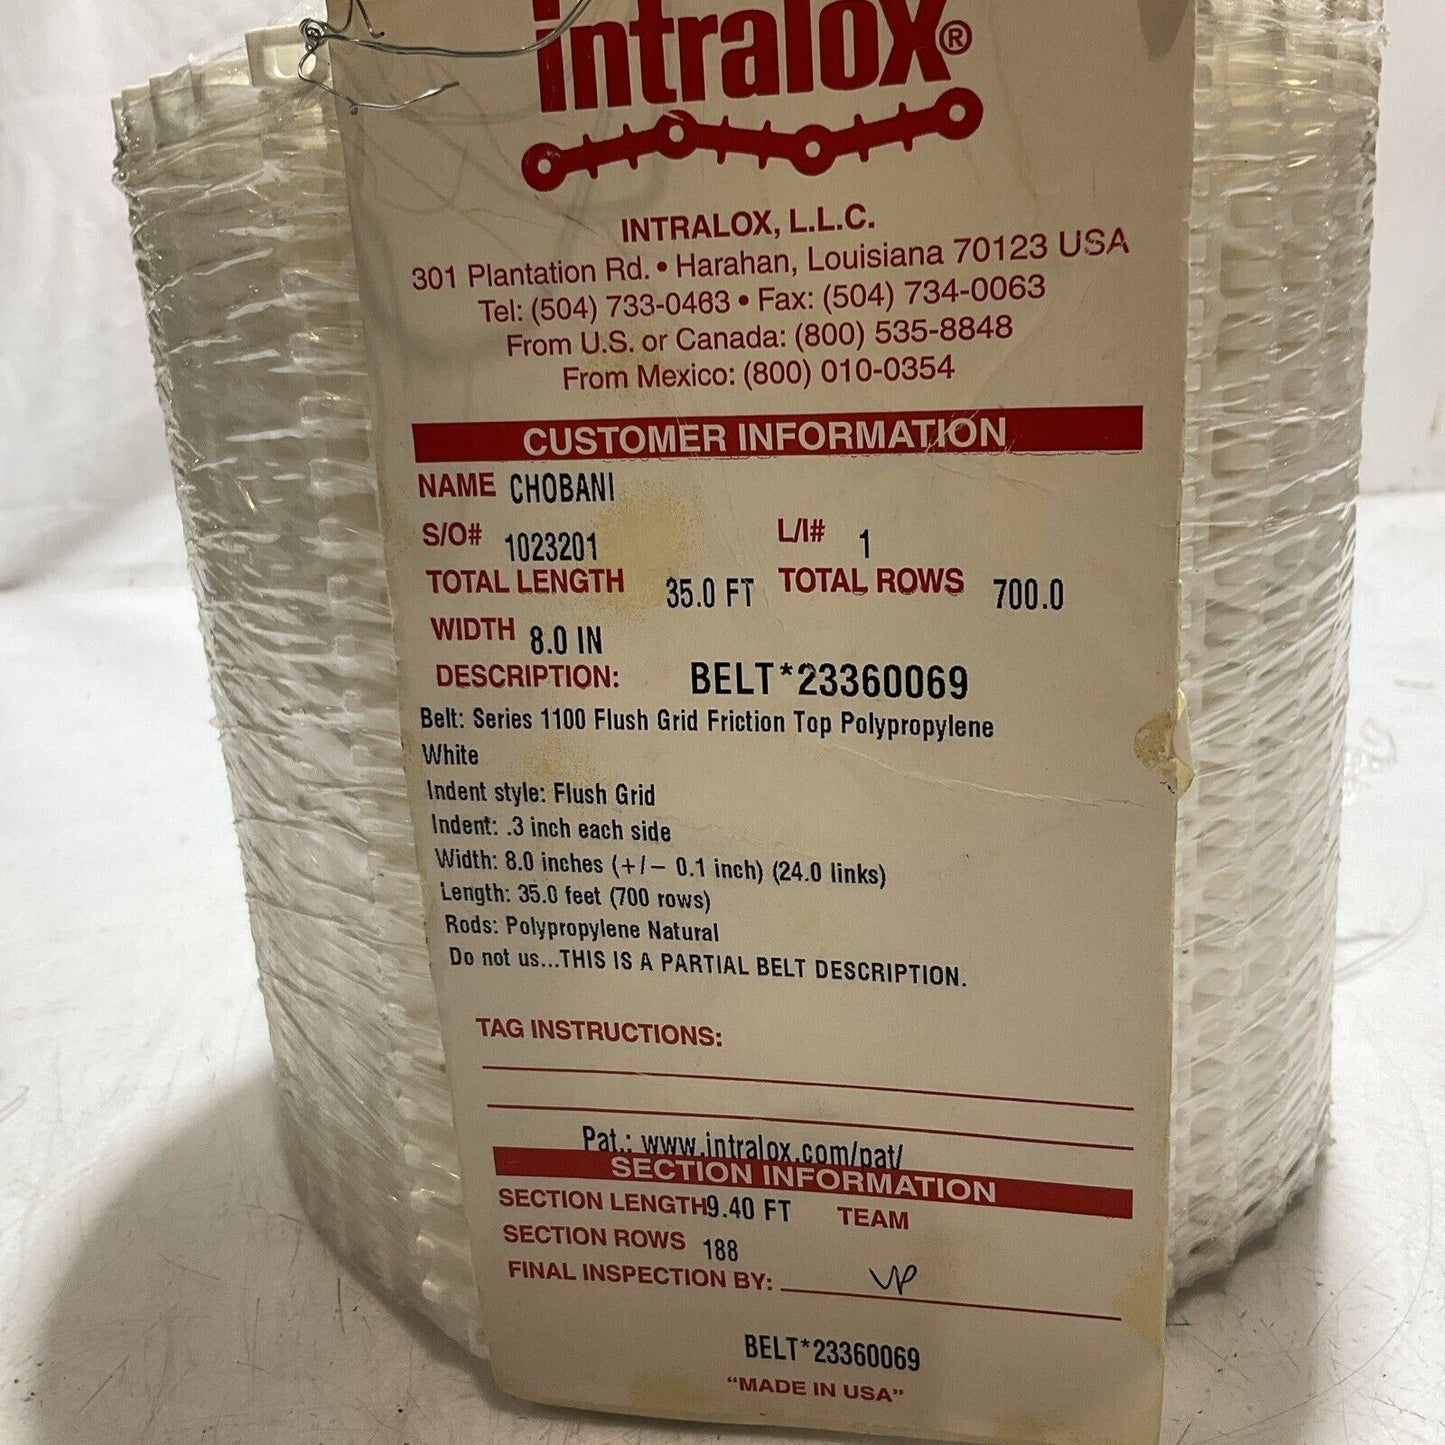 intralox®
INTRALOX, L.L.C.
301 Plantation Rd. • Harahan, Louisiana 70123 USA
Tel: (504) 733-0463 • Fax: (504) 734-0063
From U.S. or Canada: (800) 535-8848
From Mexico: (800) 010-0354
CUSTOMER INFORMATION
NAME CHOBANI
S/O# 1023201 L/I# 1
TOTAL LENGTH 35.0 FT TOTAL ROWS 700.0
WIDTH 8.0 IN
DESCRIPTION: BELT*23360069
Belt: Series 1100 Flush Grid Friction Top Polypropylene
White
Indent style: Flush Grid
Indent: .3 inch each side
Width: 8.0 inches (+/- 0.1 inch) (24.0 links)
Length: 35.0 feet (700 rows)
Rods: Polypropylene Natural
Do not us...THIS IS A PARTIAL BELT DESCRIPTION.
TAG INSTRUCTIONS:
Pat.: www.intralox.com/pat/
SECTION INFORMATION
SECTION LENGTH 9.40 FT TEAM
SECTION ROWS 188
FINAL INSPECTION BY: VP
BELT*23360069
"MADE IN USA"